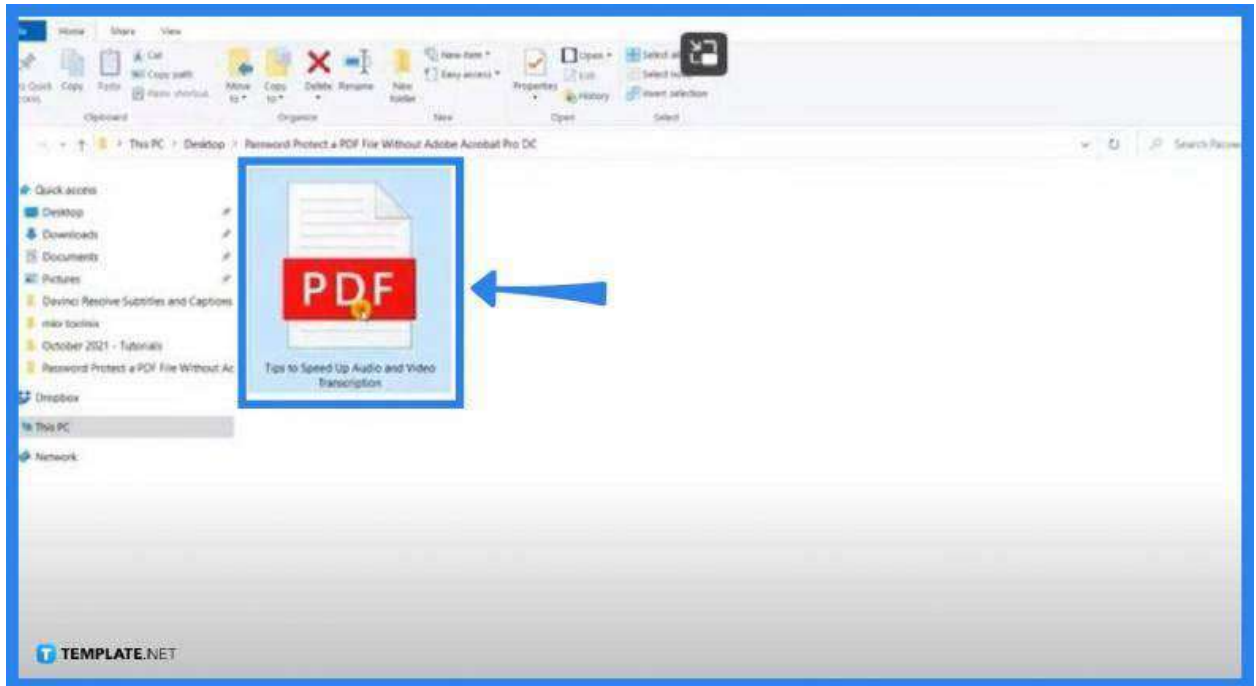 Home Share View
Cut
Copy path
Paste shortcut
Copy Paste
Move to
Copy to
Delete Rename
New folder
New item
Easy access
Properties
Open
Edit
History
Select all
Select none
Invert selection
Clipboard Organize New Open Select
This PC > Desktop > Password Protect a PDF File Without Adobe Acrobat Pro DC
Search
Quick access
Desktop
Downloads
Documents
Pictures
Davinci Resolve Subtitles and Captions
October 2021 - Tutorials
Password Protect a PDF File Without Ac
Dropbox
This PC
Network
PDF
Tips to Speed Up Audio and Video
Transcription
TEMPLATE.NET